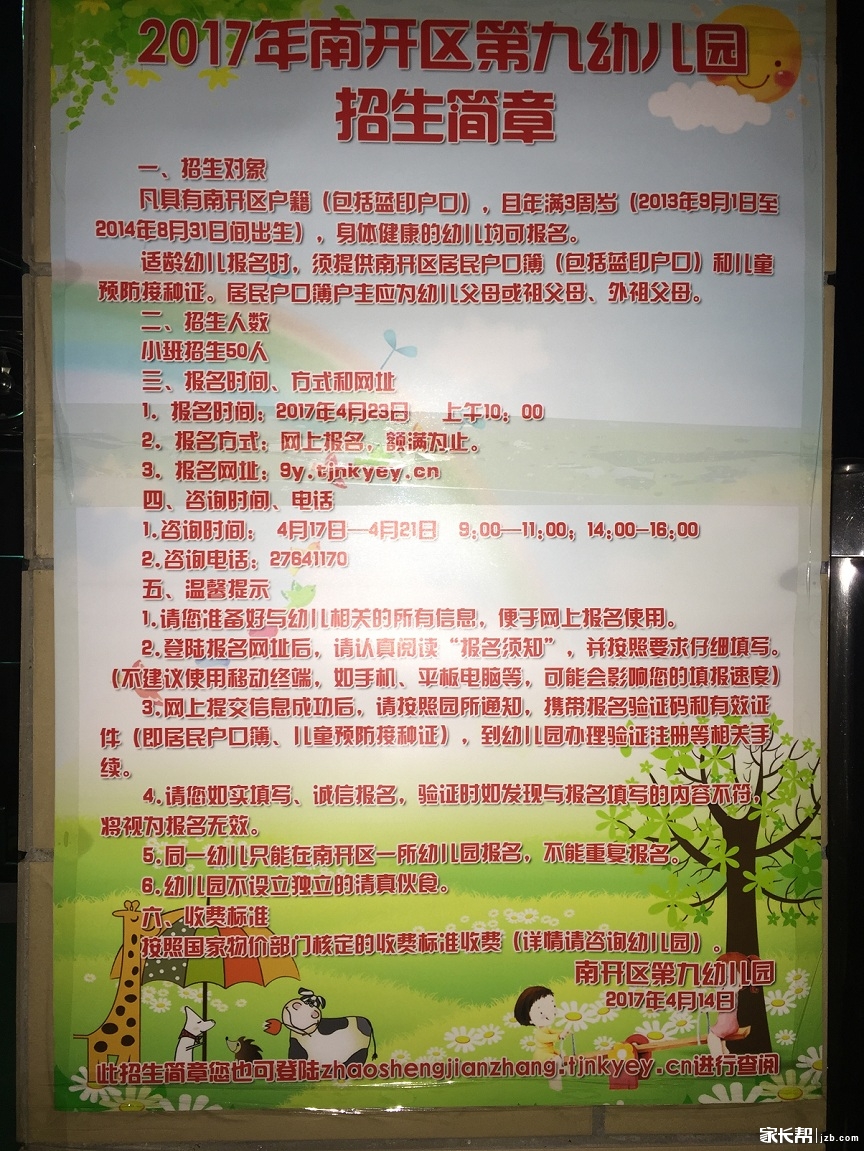 2017年南开区第九幼儿园
招生简章
一、招生对象
凡具有南开区户籍（包括蓝印户口），且年满3周岁（2013年9月1日至
2014年8月31日间出生），身体健康的幼儿均可报名。
适龄幼儿报名时，须提供南开区居民户口簿（包括蓝印户口）和儿童
预防接种证。居民户口簿户主应为幼儿父母或祖父母、外祖父母。
二、招生人数
小班招生50人
三、报名时间、方式和网址
1. 报名时间：2017年4月23日 上午10：00
2. 报名方式：网上报名，额满为止。
3. 报名网址：9y.tjnkyey.cn
四、咨询时间、电话
1.咨询时间： 4月17日—4月21日 9:00—11:00；14:00-16:00
2.咨询电话：27641170
五、温馨提示
1.请您准备好与幼儿相关的所有信息，便于网上报名使用。
2.登陆报名网址后，请认真阅读“报名须知”，并按照要求仔细填写。
（不建议使用移动终端，如手机、平板电脑等，可能会影响您的填报速度）
3.网上提交信息成功后，请按照园所通知，携带报名验证码和有效证
件（即居民户口簿、儿童预防接种证），到幼儿园办理验证注册等相关手
续。
4.请您如实填写、诚信报名，验证时如发现与报名填写的内容不符，
将视为报名无效。
5.同一幼儿只能在南开区一所幼儿园报名，不能重复报名。
6.幼儿园不设立独立的清真伙食。
六、收费标准
按照国家物价部门核定的收费标准收费（详情请咨询幼儿园）。
南开区第九幼儿园
2017年4月14日
此招生简章您也可登陆zhaoshengjianzhang.tjnkyey.cn进行查阅
家长帮 jzb.com